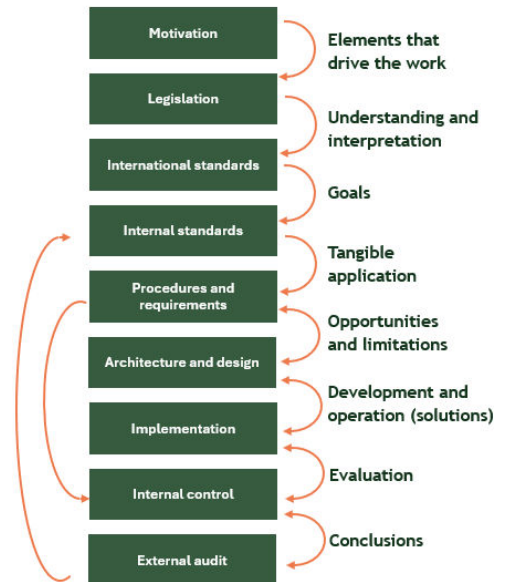 Motivation
Elements that
drive the work
Legislation
Understanding and
interpretation
International standards
Goals
Internal standards
Tangible
application
Procedures and
requirements
Opportunities
and limitations
Architecture and design
Development and
operation (solutions)
Implementation
Evaluation
Internal control
Conclusions
External audit